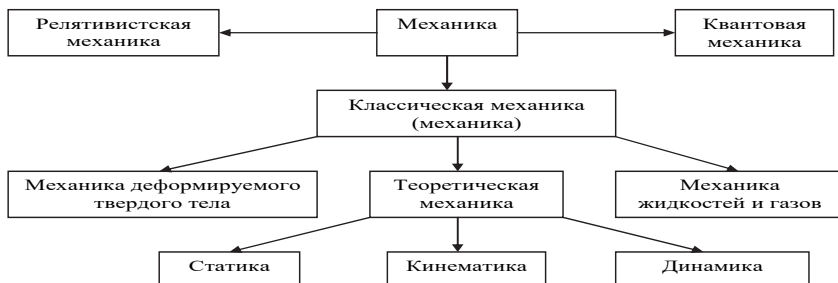 Релятивистская
механика
Механика
Квантовая
механика
Классическая механика
(механика)
Механика деформируемого
твердого тела
Теоретическая
механика
Механика
жидкостей и газов
Статика
Кинематика
Динамика